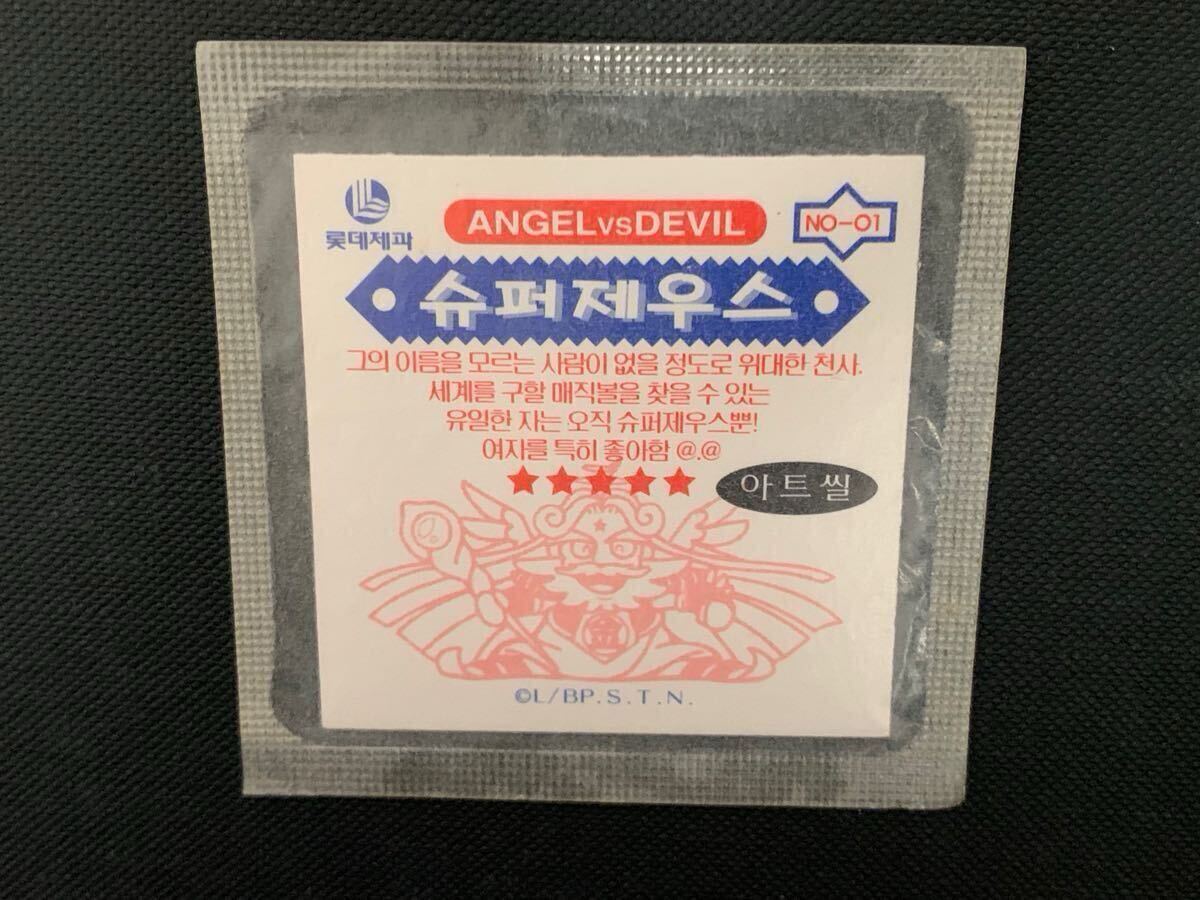 롯데제과
ANGEL vs DEVIL
NO-01
슈퍼제우스
그의 이름을 모르는 사람이 없을 정도로 위대한 천사.
세계를 구할 매직볼을 찾을 수 있는
유일한 자는 오직 슈퍼제우스뿐!
여자를 특히 좋아함 @.@
★★★★★
아트씰
金
©L/BP.S.T.N.